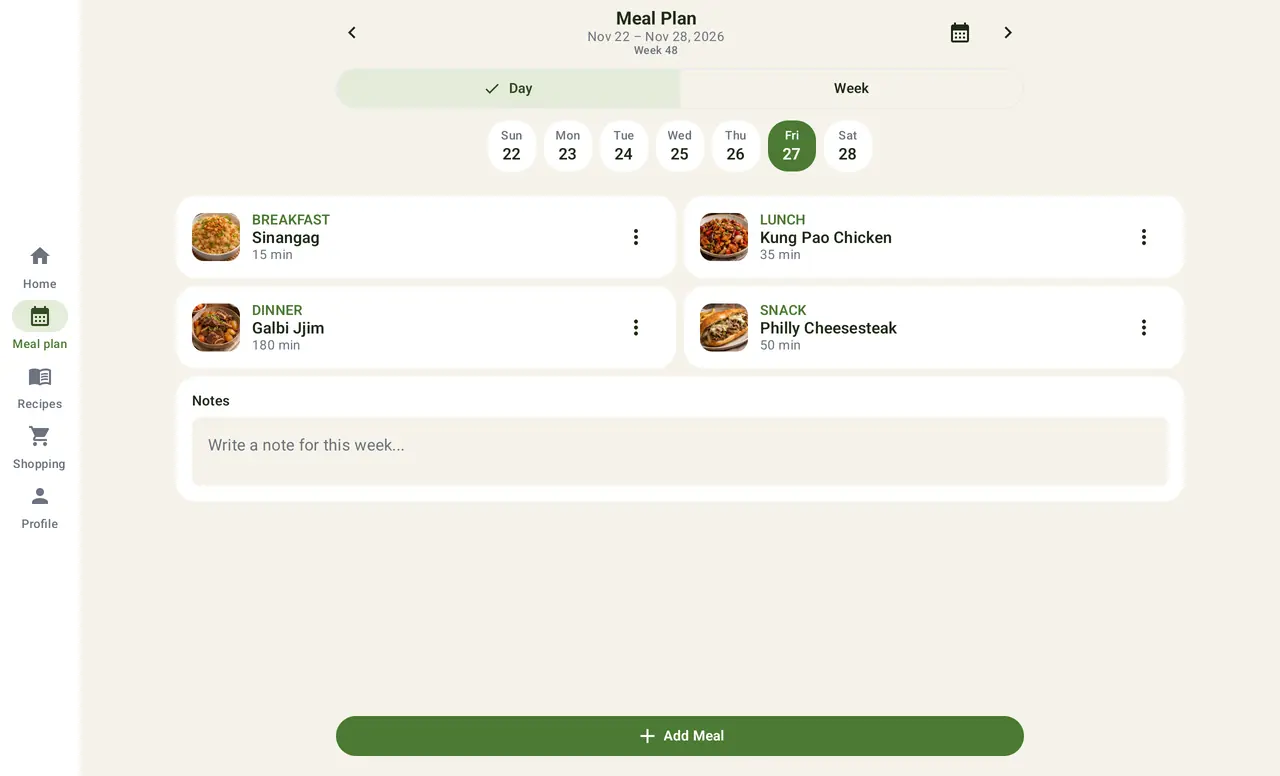 Meal Plan
Nov 22 – Nov 28, 2026
Week 48
Day
Week
Sun
22
Mon
23
Tue
24
Wed
25
Thu
26
Fri
27
Sat
28
BREAKFAST
Sinangag
15 min
LUNCH
Kung Pao Chicken
35 min
DINNER
Galbi Jjim
180 min
SNACK
Philly Cheesesteak
50 min
Notes
Write a note for this week...
Home
Meal plan
Recipes
Shopping
Profile
Add Meal